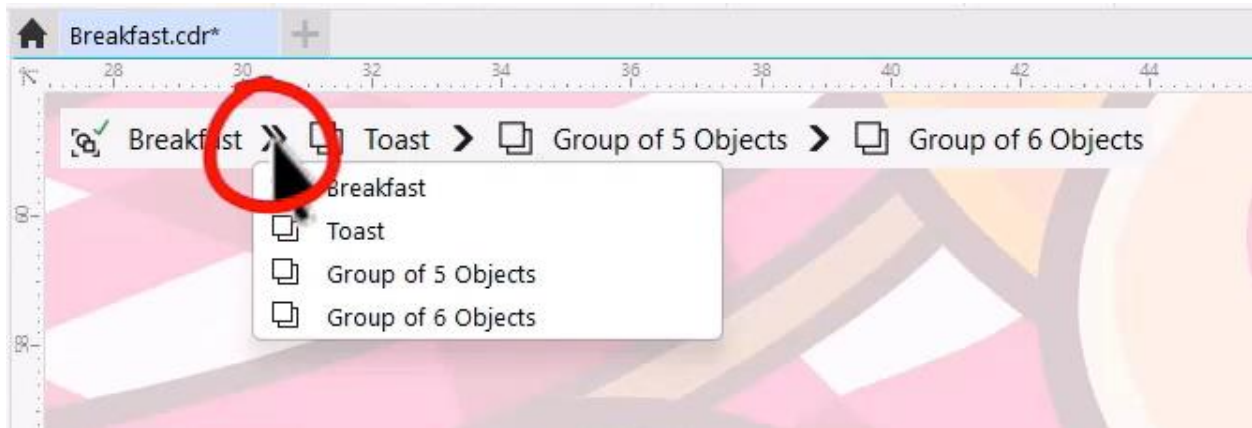 Breakfast.cdr*
28 30 32 34 36 38 40 42 44
Breakfast » Toast > Group of 5 Objects > Group of 6 Objects
Breakfast
Toast
Group of 5 Objects
Group of 6 Objects